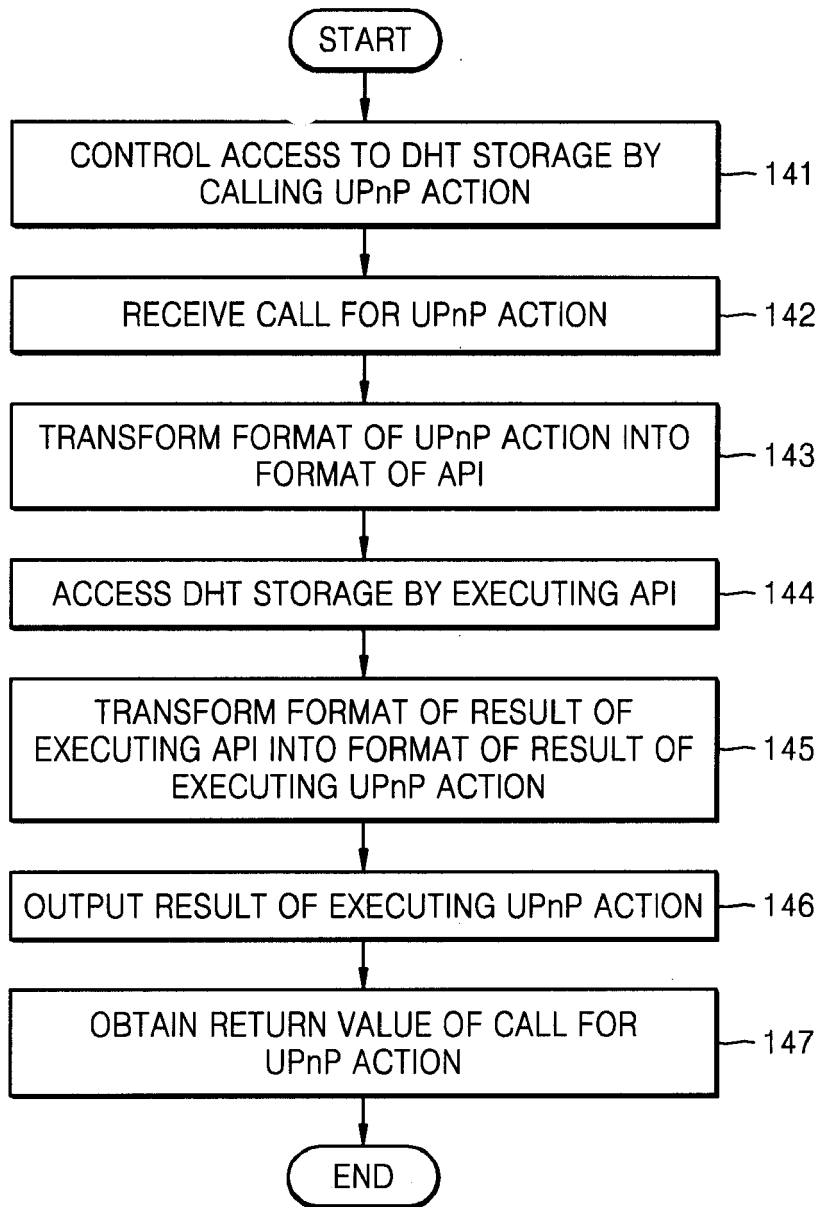 START
CONTROL ACCESS TO DHT STORAGE BY
CALLING UPnP ACTION
141
RECEIVE CALL FOR UPnP ACTION
142
TRANSFORM FORMAT OF UPnP ACTION INTO
FORMAT OF API
143
ACCESS DHT STORAGE BY EXECUTING API
144
TRANSFORM FORMAT OF RESULT OF
EXECUTING API INTO FORMAT OF RESULT OF
EXECUTING UPnP ACTION
145
OUTPUT RESULT OF EXECUTING UPnP ACTION
146
OBTAIN RETURN VALUE OF CALL FOR
UPnP ACTION
147
END